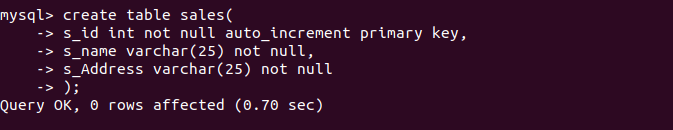 mysql> create table sales(
    -> s_id int not null auto_increment primary key,
    -> s_name varchar(25) not null,
    -> s_Address varchar(25) not null
    -> );
Query OK, 0 rows affected (0.70 sec)